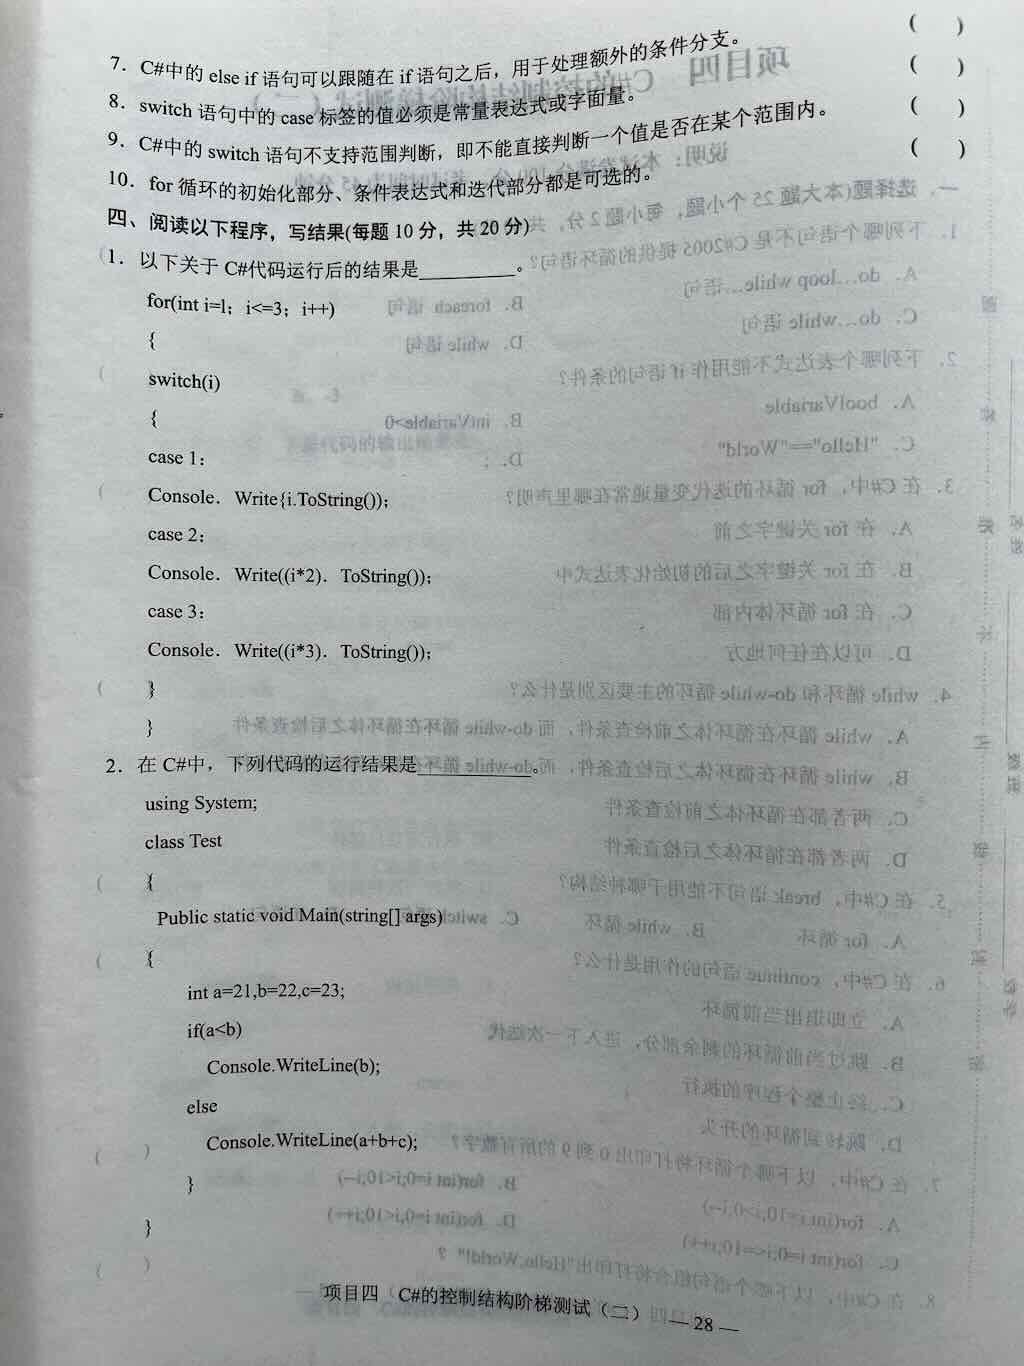 ( )
7. C#中的 else if 语句可以跟随在 if 语句之后，用于处理额外的条件分支。 ( )
8. switch 语句中的 case 标签的值必须是常量表达式或字面量。 ( )
9. C#中的 switch 语句不支持范围判断，即不能直接判断一个值是否在某个范围内。 ( )
10. for 循环的初始化部分、条件表达式和迭代部分都是可选的。
四、阅读以下程序，写结果(每题 10 分，共 20 分)
1. 以下关于 C#代码运行后的结果是__________。
for(int i=l; i<=3; i++)
{
switch(i)
{
case 1:
Console. Write{i.ToString());
case 2:
Console. Write((i*2). ToString());
case 3:
Console. Write((i*3). ToString());
}
}
2. 在 C#中，下列代码的运行结果是____________。
using System;
class Test
{
Public static void Main(string[] args)
{
int a=21,b=22,c=23;
if(a<b)
Console.WriteLine(b);
else
Console.WriteLine(a+b+c);
}
}
项目四 C#的控制结构阶梯测试（二） — 28 —